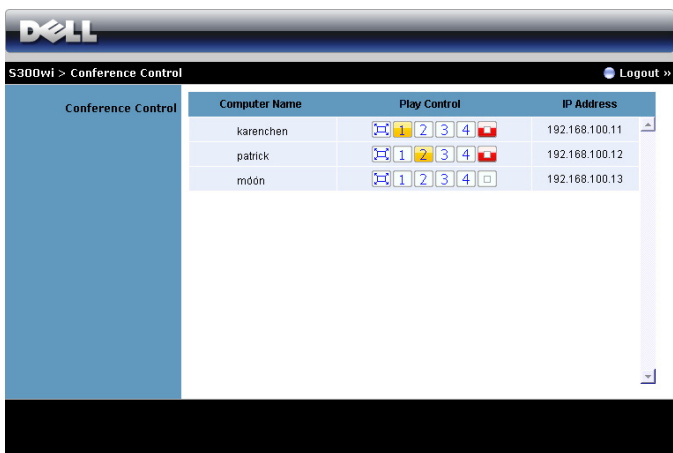 DELL
S300wi > Conference Control
Logout »
Conference Control
Computer Name Play Control IP Address
karenchen 1 2 3 4 192.168.100.11
patrick 1 2 3 4 192.168.100.12
móón 1 2 3 4 192.168.100.13